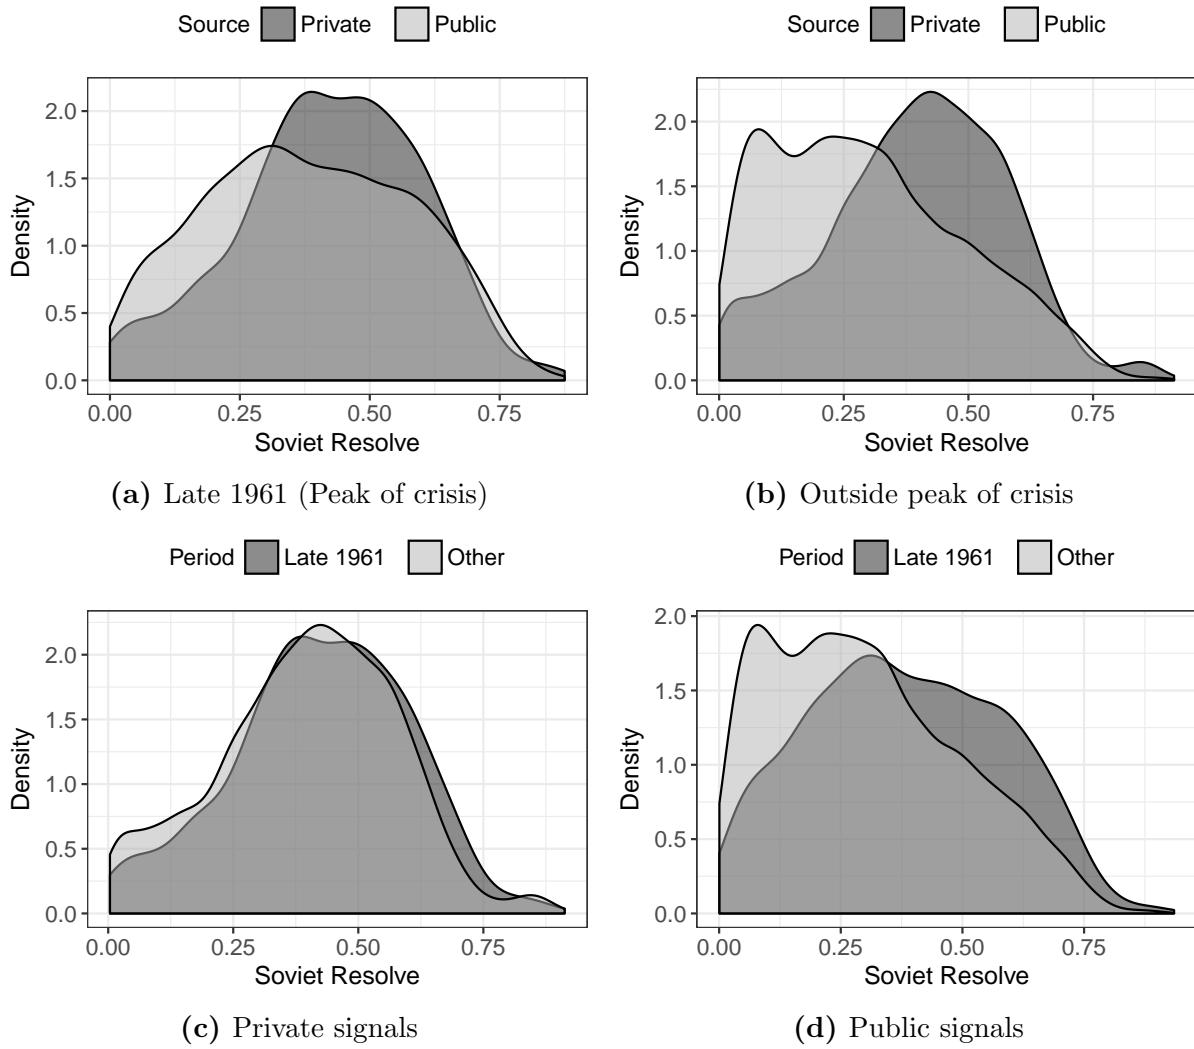 Source Private Public
Source Private Public
2.0
1.5
1.0
0.5
0.0
Density
0.00 0.25 0.50 0.75
Soviet Resolve
(a) Late 1961 (Peak of crisis)
2.0
1.5
1.0
0.5
0.0
Density
0.00 0.25 0.50 0.75
Soviet Resolve
(b) Outside peak of crisis
Period Late 1961 Other
Period Late 1961 Other
2.0
1.5
1.0
0.5
0.0
Density
0.00 0.25 0.50 0.75
Soviet Resolve
(c) Private signals
2.0
1.5
1.0
0.5
0.0
Density
0.00 0.25 0.50 0.75
Soviet Resolve
(d) Public signals